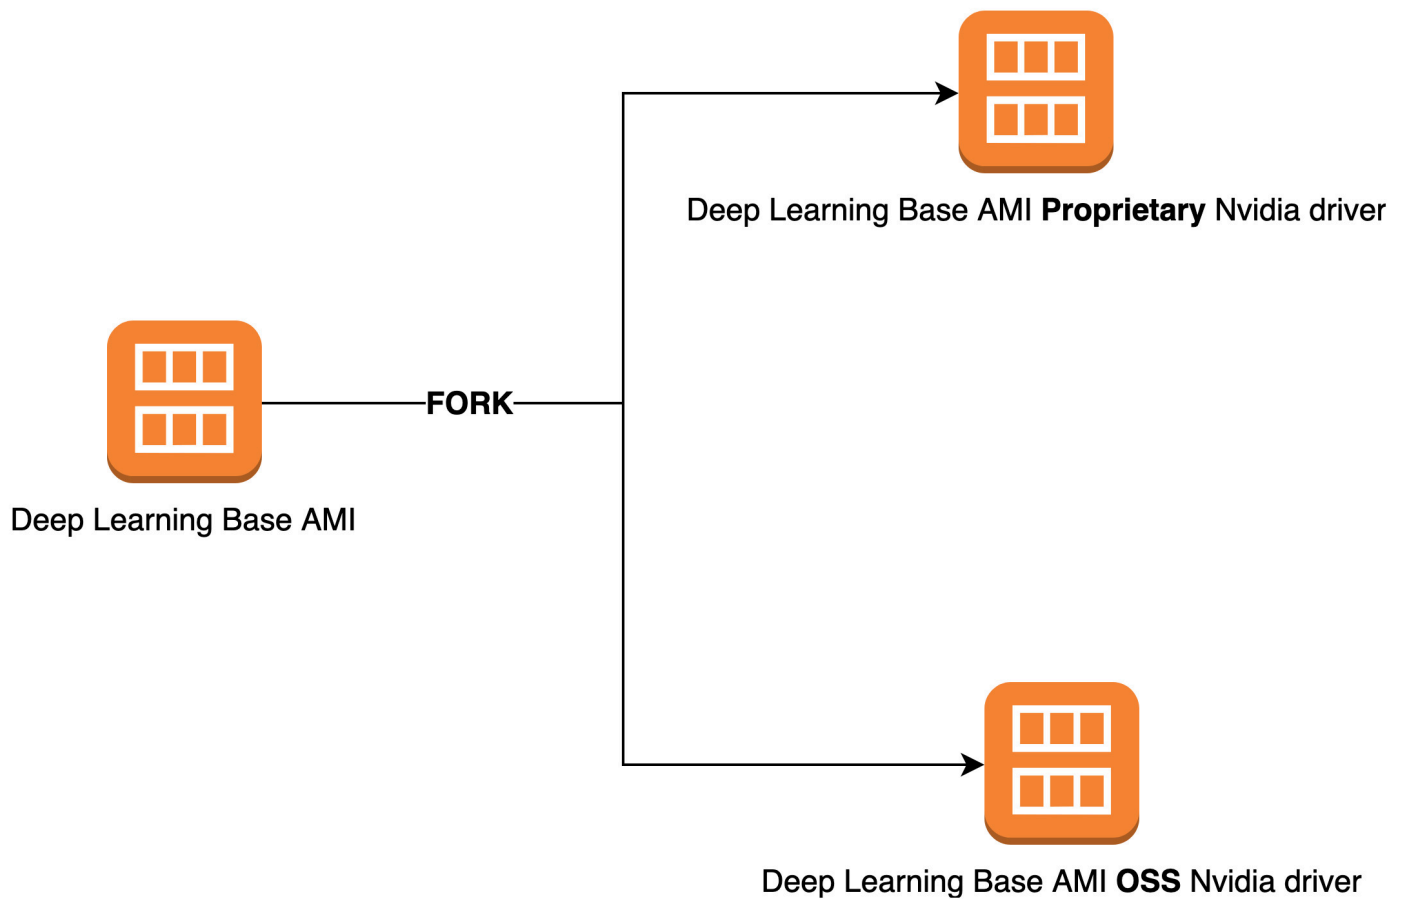 Deep Learning Base AMI Proprietary Nvidia driver
FORK
Deep Learning Base AMI
Deep Learning Base AMI OSS Nvidia driver